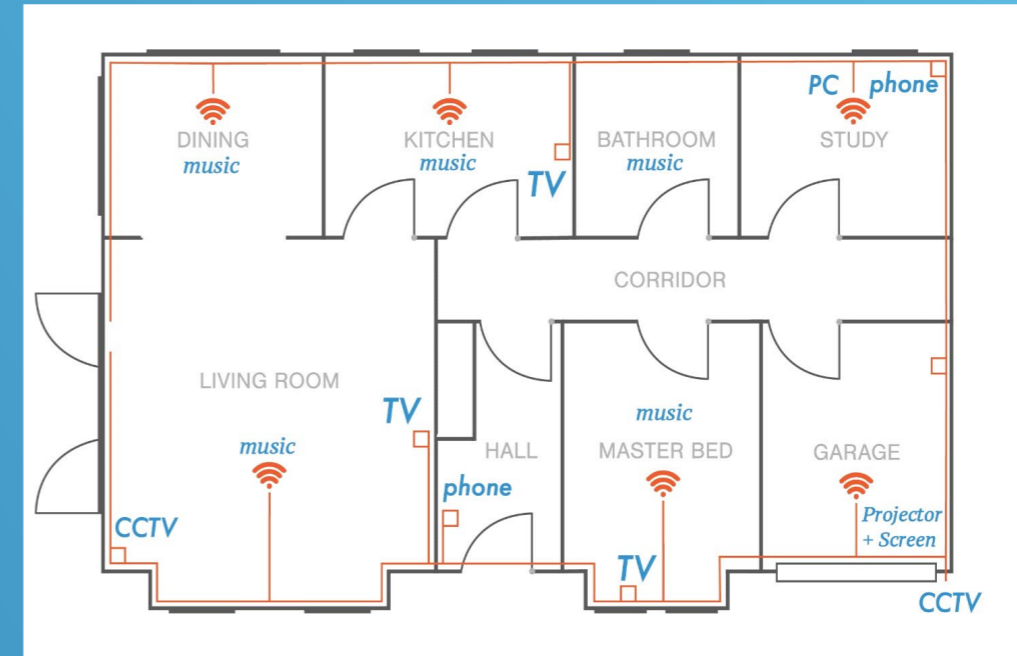 PC phone
DINING
KITCHEN
BATHROOM
STUDY
music
music
music
TV
CORRIDOR
LIVING ROOM
TV
music
music
HALL
MASTER BED
GARAGE
phone
Projector
+ Screen
CCTV
TV
CCTV